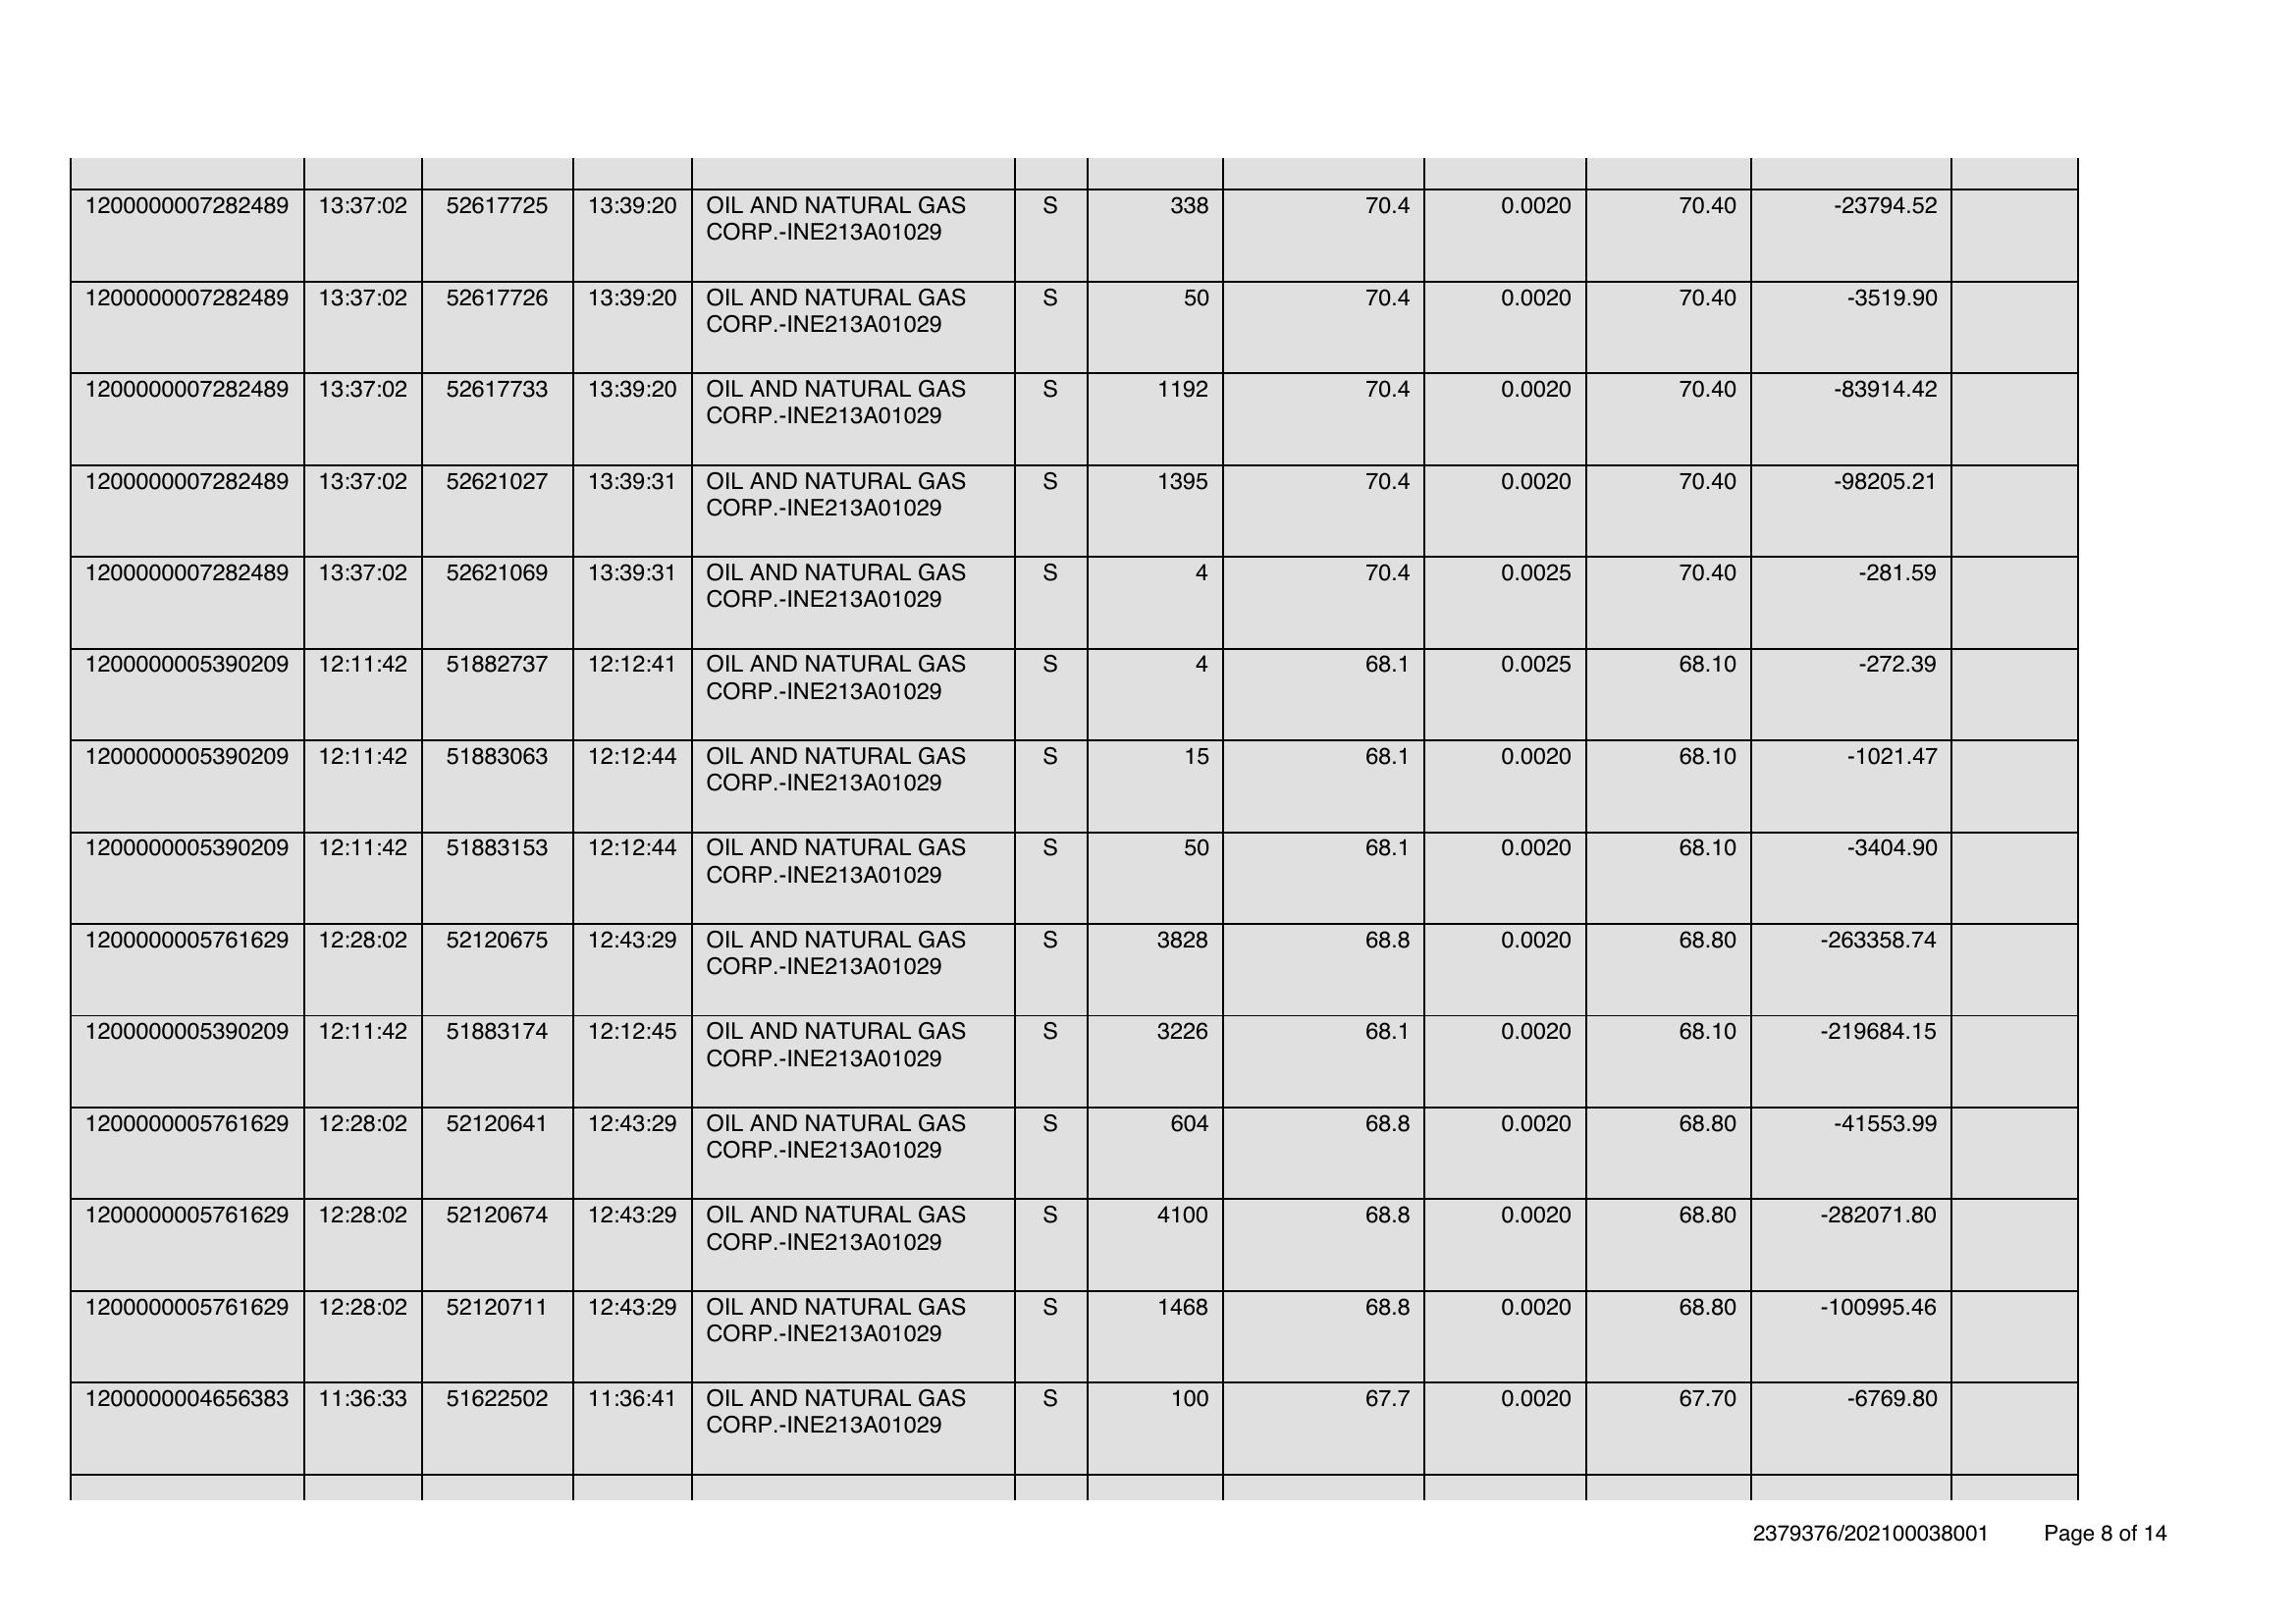 1200000007282489 13:37:02 52617725 13:39:20 OIL AND NATURAL GAS S 338 70.4 0.0020 70.40 -23794.52
CORP.-INE213A01029
1200000007282489 13:37:02 52617726 13:39:20 OIL AND NATURAL GAS S 50 70.4 0.0020 70.40 -3519.90
CORP.-INE213A01029
1200000007282489 13:37:02 52617733 13:39:20 OIL AND NATURAL GAS S 1192 70.4 0.0020 70.40 -83914.42
CORP.-INE213A01029
1200000007282489 13:37:02 52621027 13:39:31 OIL AND NATURAL GAS S 1395 70.4 0.0020 70.40 -98205.21
CORP.-INE213A01029
1200000007282489 13:37:02 52621069 13:39:31 OIL AND NATURAL GAS S 4 70.4 0.0025 70.40 -281.59
CORP.-INE213A01029
1200000005390209 12:11:42 51882737 12:12:41 OIL AND NATURAL GAS S 4 68.1 0.0025 68.10 -272.39
CORP.-INE213A01029
1200000005390209 12:11:42 51883063 12:12:44 OIL AND NATURAL GAS S 15 68.1 0.0020 68.10 -1021.47
CORP.-INE213A01029
1200000005390209 12:11:42 51883153 12:12:44 OIL AND NATURAL GAS S 50 68.1 0.0020 68.10 -3404.90
CORP.-INE213A01029
1200000005761629 12:28:02 52120675 12:43:29 OIL AND NATURAL GAS S 3828 68.8 0.0020 68.80 -263358.74
CORP.-INE213A01029
1200000005390209 12:11:42 51883174 12:12:45 OIL AND NATURAL GAS S 3226 68.1 0.0020 68.10 -219684.15
CORP.-INE213A01029
1200000005761629 12:28:02 52120641 12:43:29 OIL AND NATURAL GAS S 604 68.8 0.0020 68.80 -41553.99
CORP.-INE213A01029
1200000005761629 12:28:02 52120674 12:43:29 OIL AND NATURAL GAS S 4100 68.8 0.0020 68.80 -282071.80
CORP.-INE213A01029
1200000005761629 12:28:02 52120711 12:43:29 OIL AND NATURAL GAS S 1468 68.8 0.0020 68.80 -100995.46
CORP.-INE213A01029
1200000004656383 11:36:33 51622502 11:36:41 OIL AND NATURAL GAS S 100 67.7 0.0020 67.70 -6769.80
CORP.-INE213A01029
2379376/202100038001 Page 8 of 14